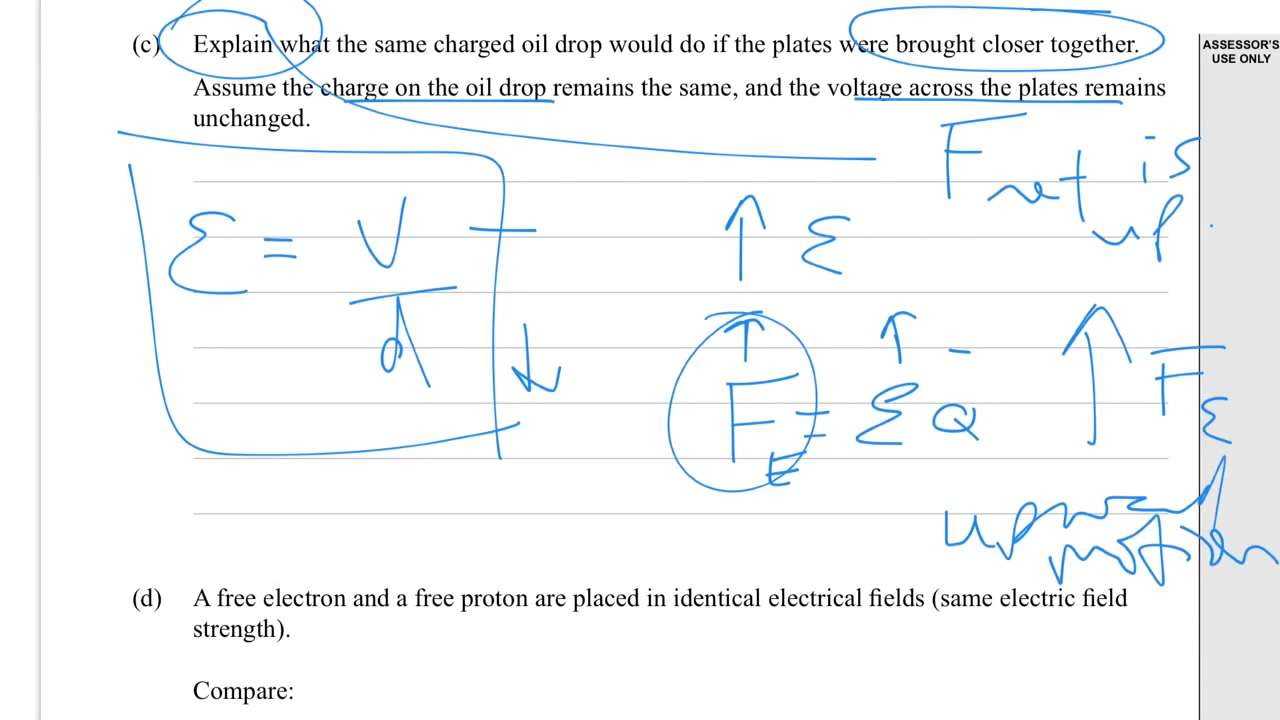 (c) Explain what the same charged oil drop would do if the plates were brought closer together.
ASSESSOR'S
USE ONLY
Assume the charge on the oil drop remains the same, and the voltage across the plates remains
unchanged.
F net is
up.
ℰ = V
d
↑ ℰ
↓
↑ ↑ –
F E = ℰ Q
↑ F ℰ
upward
motion
(d) A free electron and a free proton are placed in identical electrical fields (same electric field
strength).
Compare: